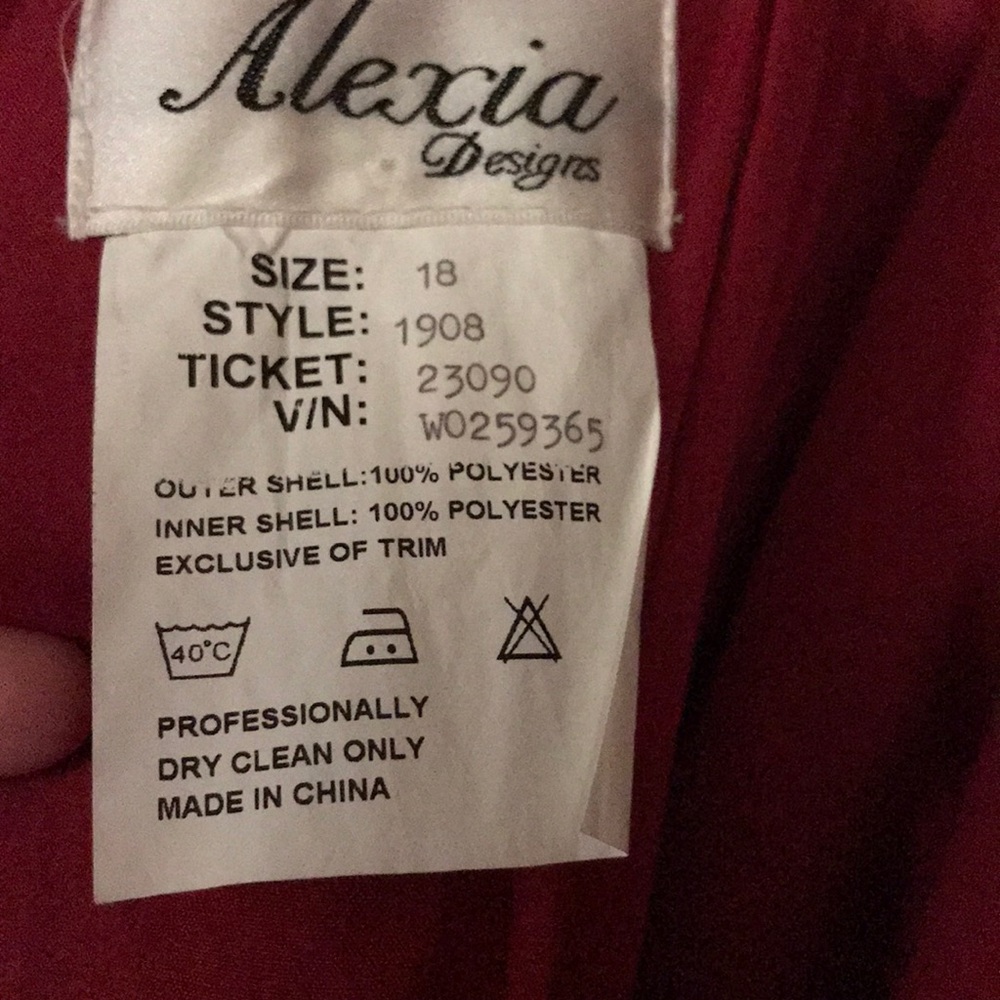 Alexia
Designs
SIZE: 18
STYLE: 1908
TICKET: 23090
V/N: W0259365
OUTER SHELL:100% POLYESTER
INNER SHELL: 100% POLYESTER
EXCLUSIVE OF TRIM
40°C
PROFESSIONALLY
DRY CLEAN ONLY
MADE IN CHINA